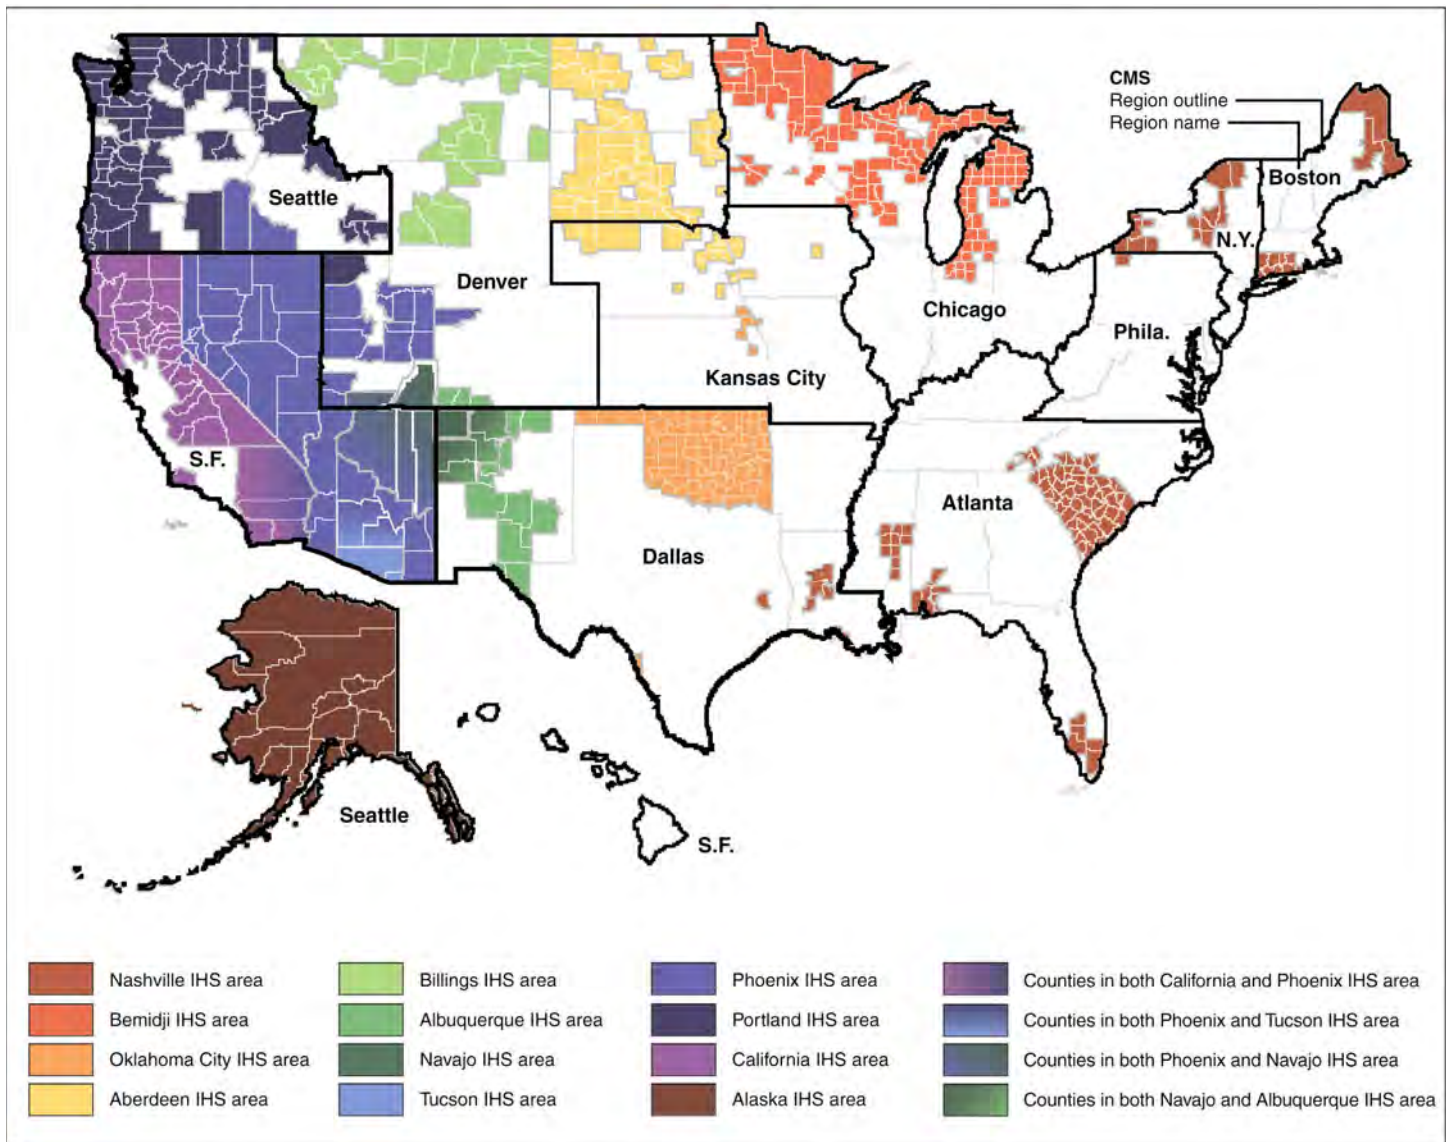 CMS
Region outline
Region name
Boston
Seattle
N.Y.
Denver
Chicago
Phila.
Kansas City
S.F.
Atlanta
Dallas
Seattle
S.F.
Nashville IHS area
Bemidji IHS area
Oklahoma City IHS area
Aberdeen IHS area
Billings IHS area
Albuquerque IHS area
Navajo IHS area
Tucson IHS area
Phoenix IHS area
Portland IHS area
California IHS area
Alaska IHS area
Counties in both California and Phoenix IHS area
Counties in both Phoenix and Tucson IHS area
Counties in both Phoenix and Navajo IHS area
Counties in both Navajo and Albuquerque IHS area